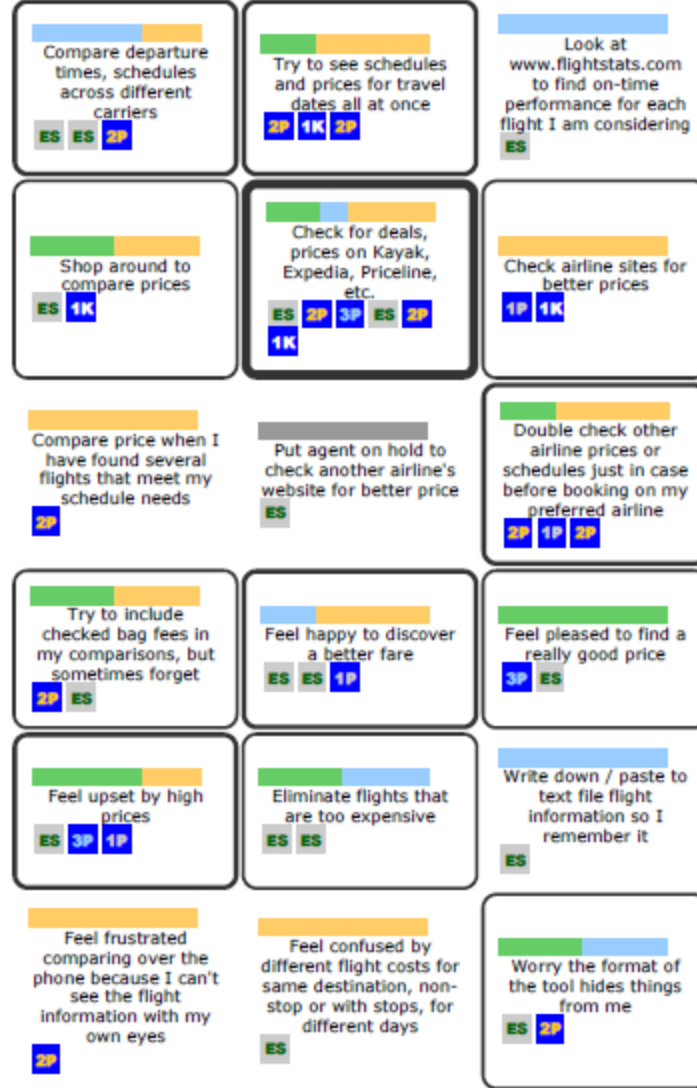 Compare departure
times, schedules
across different
carriers
ES ES 2P
Try to see schedules
and prices for travel
dates all at once
2P 1K 2P
Look at
www.flightstats.com
to find on-time
performance for each
flight I am considering
ES
Shop around to
compare prices
ES 1K
Check for deals,
prices on Kayak,
Expedia, Priceline,
etc.
ES 2P 3P ES 2P
1K
Check airline sites for
better prices
1P 1K
Compare price when I
have found several
flights that meet my
schedule needs
2P
Put agent on hold to
check another airline's
website for better price
ES
Double check other
airline prices or
schedules just in case
before booking on my
preferred airline
2P 1P 2P
Try to include
checked bag fees in
my comparisons, but
sometimes forget
2P ES
Feel happy to discover
a better fare
ES ES 1P
Feel pleased to find a
really good price
3P ES
Feel upset by high
prices
ES 3P 1P
Eliminate flights that
are too expensive
ES ES
Write down / paste to
text file flight
information so I
remember it
ES
Feel frustrated
comparing over the
phone because I can't
see the flight
information with my
own eyes
2P
Feel confused by
different flight costs for
same destination, non-
stop or with stops, for
different days
ES
Worry the format of
the tool hides things
from me
ES 2P